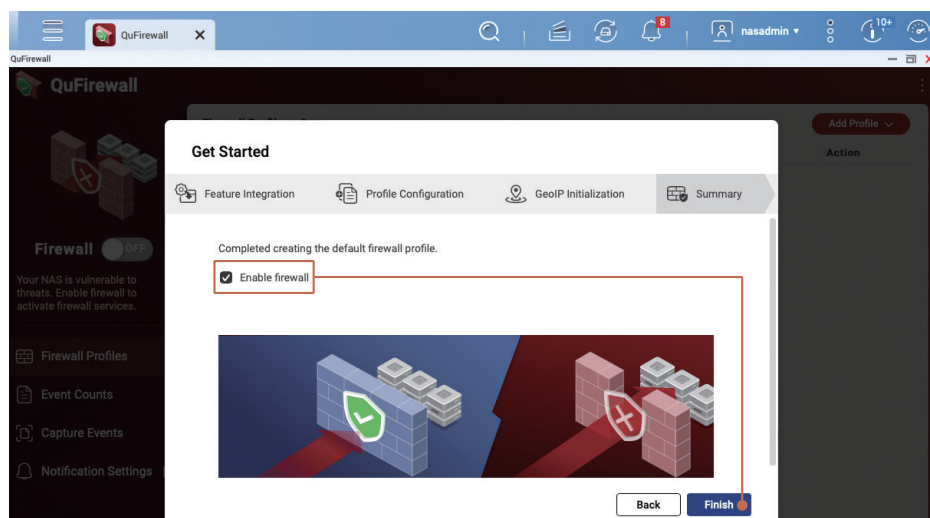 QuFirewall
8
nasadmin
10+
QuFirewall
QuFirewall
Add Profile
Action
Get Started
Feature Integration
Profile Configuration
GeoIP Initialization
Summary
Firewall OFF
Your NAS is vulnerable to
threats. Enable firewall to
activate firewall services.
Completed creating the default firewall profile.
Enable firewall
Firewall Profiles
Event Counts
Capture Events
Notification Settings
Back
Finish